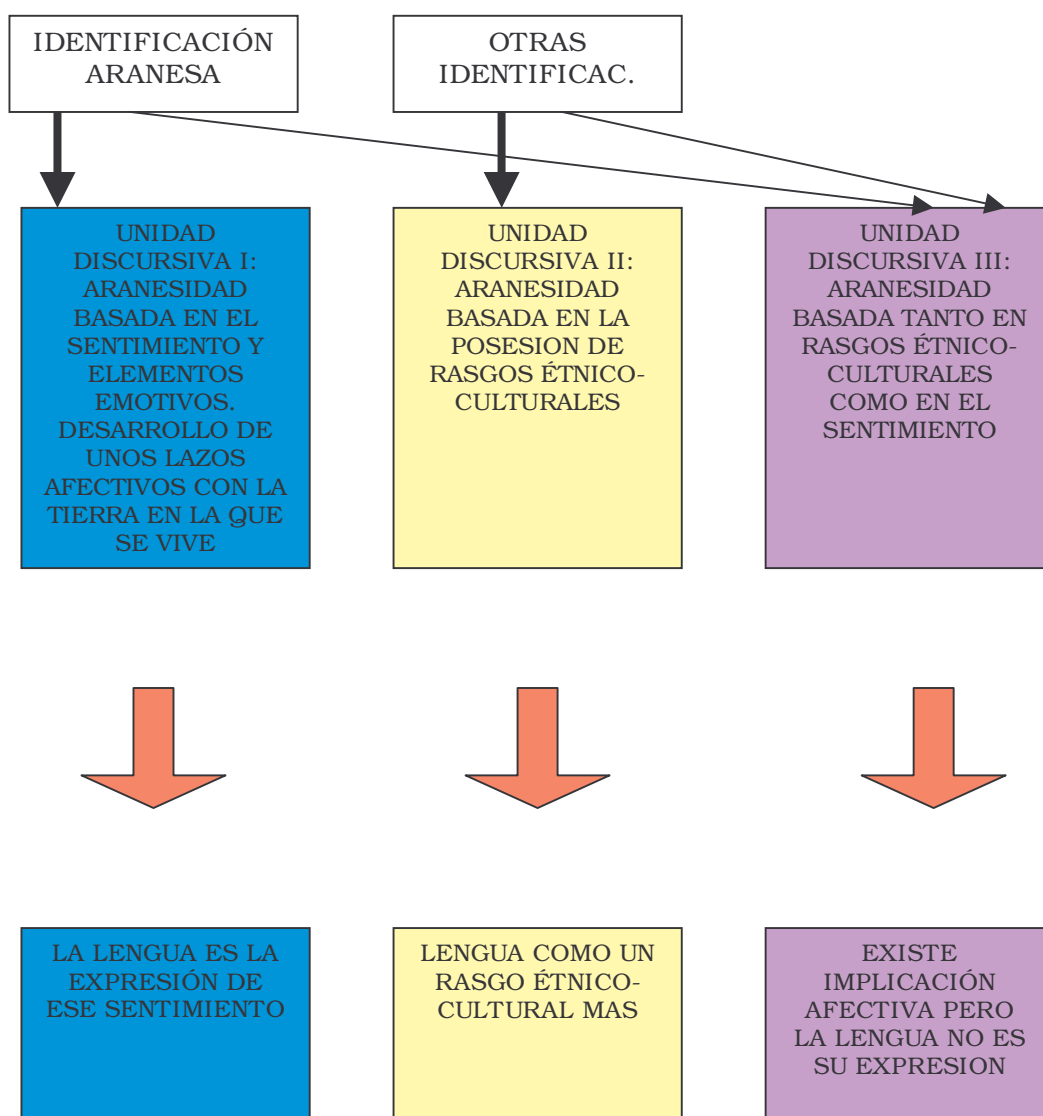 IDENTIFICACIÓN
ARANESA
OTRAS
IDENTIFICAC.
UNIDAD
DISCURSIVA I:
ARANESIDAD
BASADA EN EL
SENTIMIENTO Y
ELEMENTOS
EMOTIVOS.
DESARROLLO DE
UNOS LAZOS
AFECTIVOS CON LA
TIERRA EN LA QUE
SE VIVE
UNIDAD
DISCURSIVA II:
ARANESIDAD
BASADA EN LA
POSESION DE
RASGOS ÉTNICO-
CULTURALES
UNIDAD
DISCURSIVA III:
ARANESIDAD
BASADA TANTO EN
RASGOS ÉTNICO-
CULTURALES
COMO EN EL
SENTIMIENTO
LA LENGUA ES LA
EXPRESIÓN DE
ESE SENTIMIENTO
LENGUA COMO UN
RASGO ÉTNICO-
CULTURAL MAS
EXISTE
IMPLICACIÓN
AFECTIVA PERO
LA LENGUA NO ES
SU EXPRESION